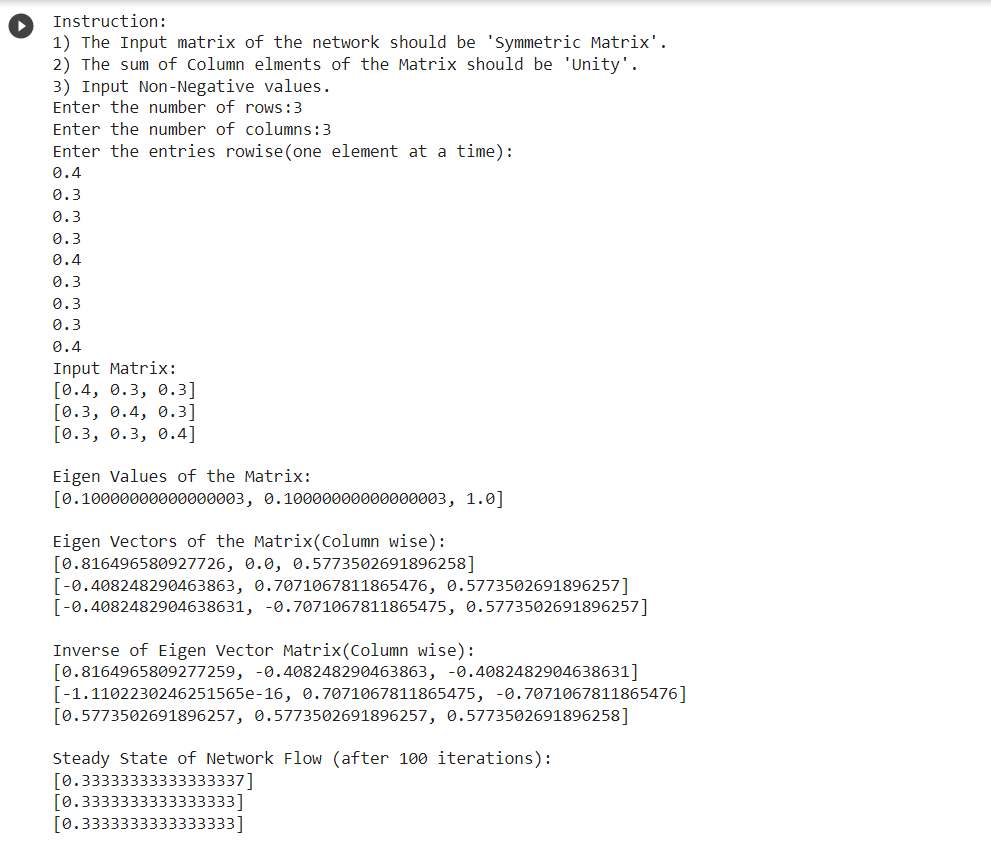 Instruction:
1) The Input matrix of the network should be 'Symmetric Matrix'.
2) The sum of Column elments of the Matrix should be 'Unity'.
3) Input Non-Negative values.
Enter the number of rows:3
Enter the number of columns:3
Enter the entries rowise(one element at a time):
0.4
0.3
0.3
0.3
0.4
0.3
0.3
0.3
0.4
Input Matrix:
[0.4, 0.3, 0.3]
[0.3, 0.4, 0.3]
[0.3, 0.3, 0.4]
Eigen Values of the Matrix:
[0.10000000000000003, 0.10000000000000003, 1.0]
Eigen Vectors of the Matrix(Column wise):
[0.816496580927726, 0.0, 0.5773502691896258]
[-0.408248290463863, 0.7071067811865476, 0.5773502691896257]
[-0.4082482904638631, -0.7071067811865475, 0.5773502691896257]
Inverse of Eigen Vector Matrix(Column wise):
[0.8164965809277259, -0.408248290463863, -0.4082482904638631]
[-1.1102230246251565e-16, 0.7071067811865475, -0.7071067811865476]
[0.5773502691896257, 0.5773502691896257, 0.5773502691896258]
Steady State of Network Flow (after 100 iterations):
[0.33333333333333337]
[0.3333333333333333]
[0.3333333333333333]